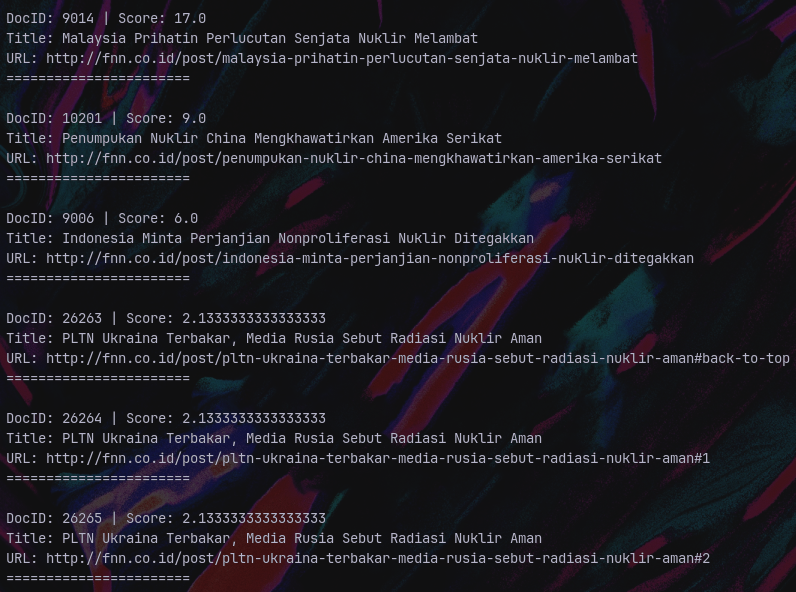 DocID: 9014 | Score: 17.0
Title: Malaysia Prihatin Perlucutan Senjata Nuklir Melambat
URL: http://fnn.co.id/post/malaysia-prihatin-perlucutan-senjata-nuklir-melambat
=======================
DocID: 10201 | Score: 9.0
Title: Penumpukan Nuklir China Mengkhawatirkan Amerika Serikat
URL: http://fnn.co.id/post/penumpukan-nuklir-china-mengkhawatirkan-amerika-serikat
=======================
DocID: 9006 | Score: 6.0
Title: Indonesia Minta Perjanjian Nonproliferasi Nuklir Ditegakkan
URL: http://fnn.co.id/post/indonesia-minta-perjanjian-nonproliferasi-nuklir-ditegakkan
=======================
DocID: 26263 | Score: 2.1333333333333333
Title: PLTN Ukraina Terbakar, Media Rusia Sebut Radiasi Nuklir Aman
URL: http://fnn.co.id/post/pltn-ukraina-terbakar-media-rusia-sebut-radiasi-nuklir-aman#back-to-top
=======================
DocID: 26264 | Score: 2.1333333333333333
Title: PLTN Ukraina Terbakar, Media Rusia Sebut Radiasi Nuklir Aman
URL: http://fnn.co.id/post/pltn-ukraina-terbakar-media-rusia-sebut-radiasi-nuklir-aman#1
=======================
DocID: 26265 | Score: 2.1333333333333333
Title: PLTN Ukraina Terbakar, Media Rusia Sebut Radiasi Nuklir Aman
URL: http://fnn.co.id/post/pltn-ukraina-terbakar-media-rusia-sebut-radiasi-nuklir-aman#2
=======================